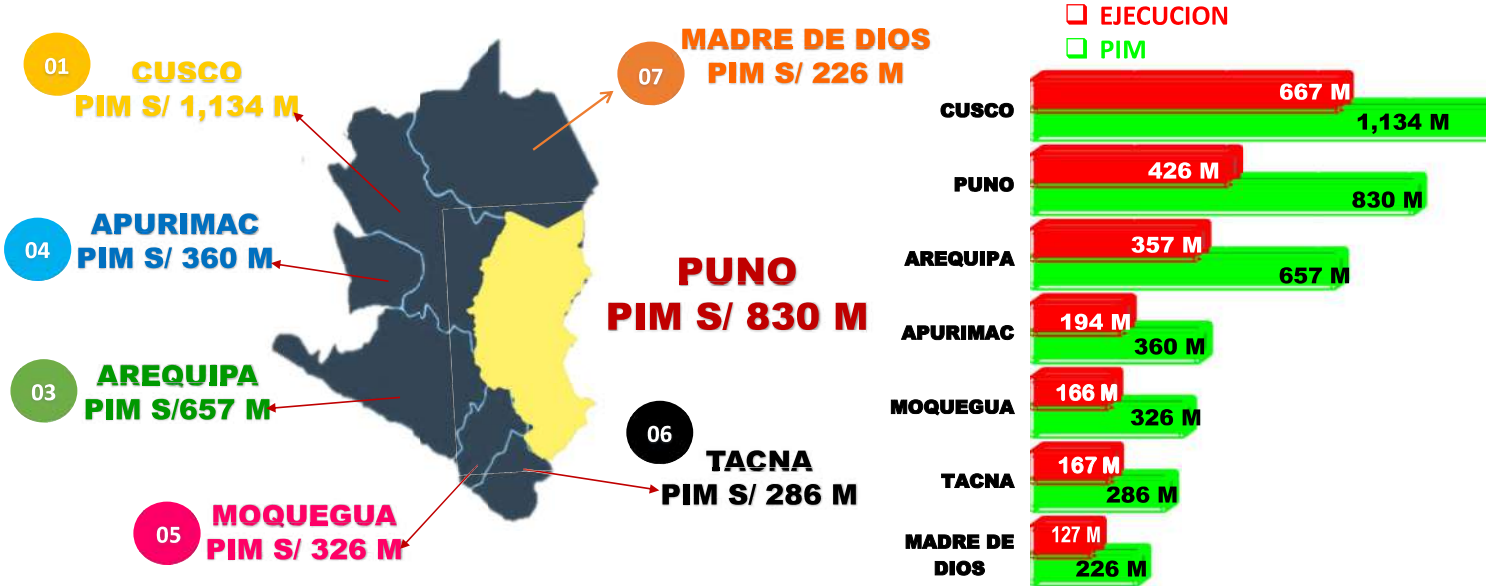 01
CUSCO
PIM S/ 1,134 M
07
MADRE DE DIOS
PIM S/ 226 M
04
APURIMAC
PIM S/ 360 M
PUNO
PIM S/ 830 M
03
AREQUIPA
PIM S/657 M
06
TACNA
PIM S/ 286 M
05
MOQUEGUA
PIM S/ 326 M
EJECUCION
PIM
CUSCO
667 M
1,134 M
PUNO
426 M
830 M
AREQUIPA
357 M
657 M
APURIMAC
194 M
360 M
MOQUEGUA
166 M
326 M
TACNA
167 M
286 M
MADRE DE
DIOS
127 M
226 M